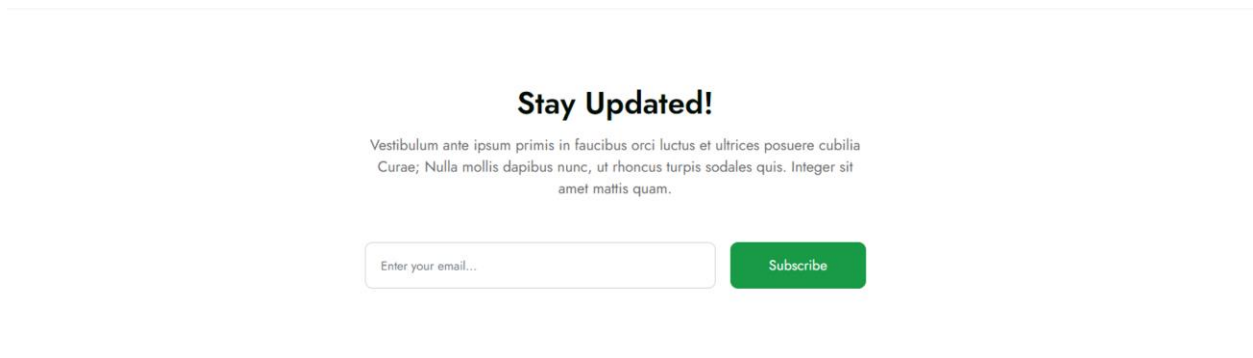 Stay Updated!
Vestibulum ante ipsum primis in faucibus orci luctus et ultrices posuere cubilia
Curae; Nulla mollis dapibus nunc, ut rhoncus turpis sodales quis. Integer sit
amet mattis quam.
Enter your email...
Subscribe